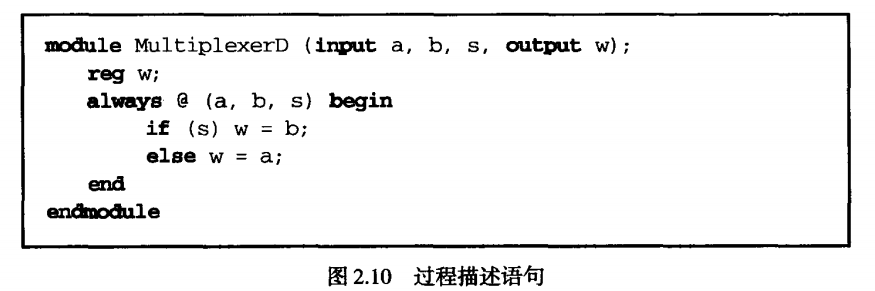 module MultiplexerD (input a, b, s, output w);
reg w;
always @ (a, b, s) begin
if (s) w = b;
else w = a;
end
endmodule
图2.10 过程描述语句